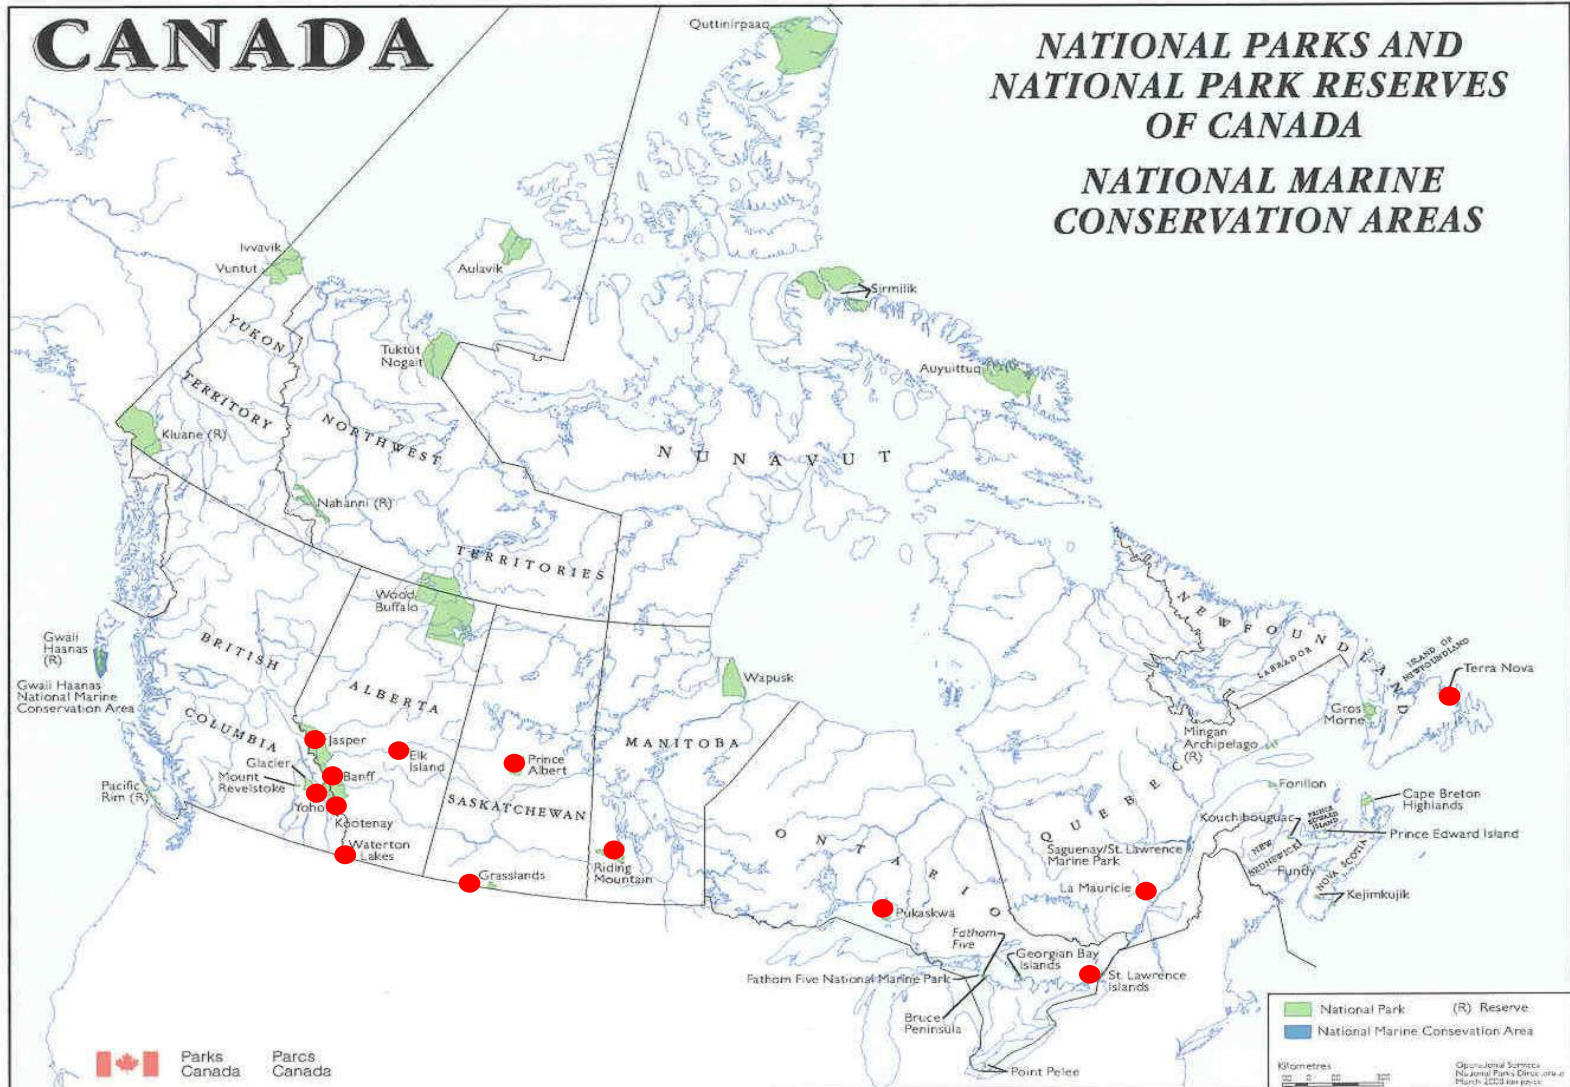 CANADA
NATIONAL PARKS AND
NATIONAL PARK RESERVES
OF CANADA
NATIONAL MARINE
CONSERVATION AREAS
Quttinirpaaq
Ivvavik
Vuntut
Aulavik
Sirmilik
YUKON
TERRITORY
Tuktut
Nogait
Auyuittuq
Kluane (R)
NORTHWEST
TERRITORIES
NUNAVUT
Nahanni (R)
Wood
Buffalo
Gwaii
Haanas
(R)
Gwaii Haanas
National Marine
Conservation Area
BRITISH
COLUMBIA
ALBERTA
Wapusk
NEWFOUNDLAND
LABRADOR
ISLAND OF
NEWFOUNDLAND
Terra Nova
Gros
Morne
Mingan
Archipelago
(R)
Jasper
Elk
Island
Prince
Albert
MANITOBA
Glacier
Mount
Revelstoke
Banff
Pacific
Rim (R)
Yoho
Kootenay
SASKATCHEWAN
Waterton
Lakes
Grasslands
Riding
Mountain
ONTARIO
QUEBEC
Forillon
Cape Breton
Highlands
Kouchibouguac
PRINCE
EDWARD
ISLAND
Prince Edward Island
Saguenay/St. Lawrence
Marine Park
NEW
BRUNSWICK
Fundy
NOVA SCOTIA
Kejimkujik
La Mauricie
Pukaskwa
Fathom
Five
Georgian Bay
Islands
Fathom Five National Marine Park
St. Lawrence
Islands
Bruce
Peninsula
Point Pelee
National Park (R) Reserve
National Marine Consevation Area
Kilometres
Operational Services
National Parks Directorate
Parks Parcs
Canada Canada